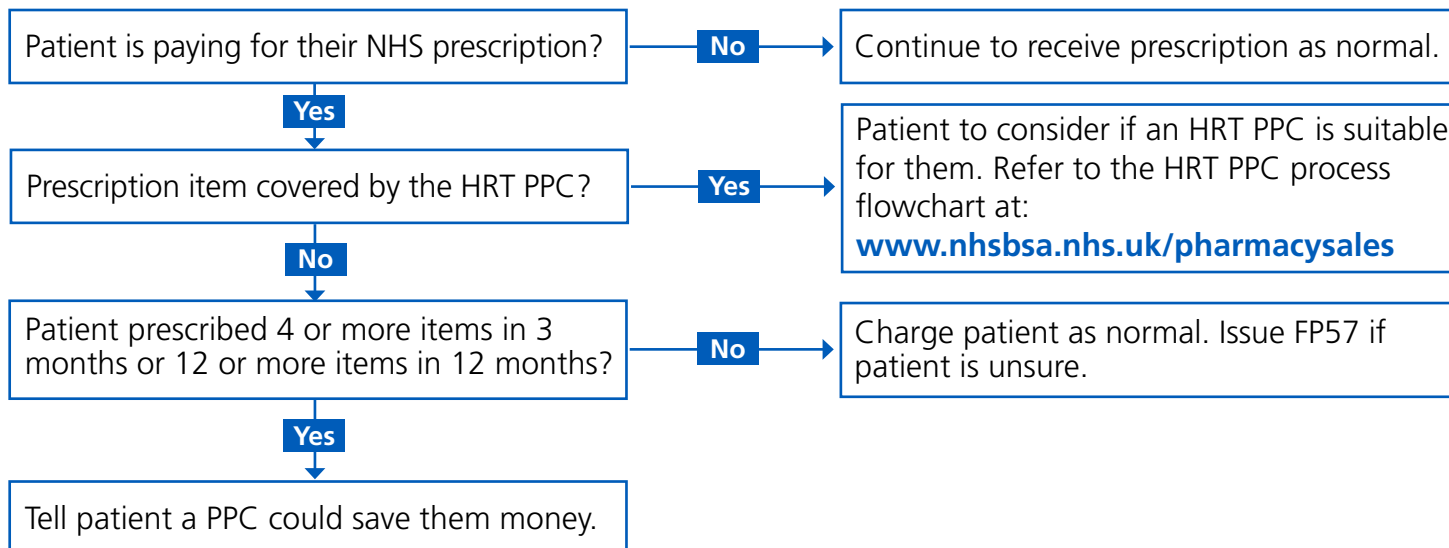 Patient is paying for their NHS prescription?
No
Continue to receive prescription as normal.
Yes
Prescription item covered by the HRT PPC?
Yes
Patient to consider if an HRT PPC is suitable
for them. Refer to the HRT PPC process
flowchart at:
www.nhsbsa.nhs.uk/pharmacysales
No
Patient prescribed 4 or more items in 3
months or 12 or more items in 12 months?
No
Charge patient as normal. Issue FP57 if
patient is unsure.
Yes
Tell patient a PPC could save them money.